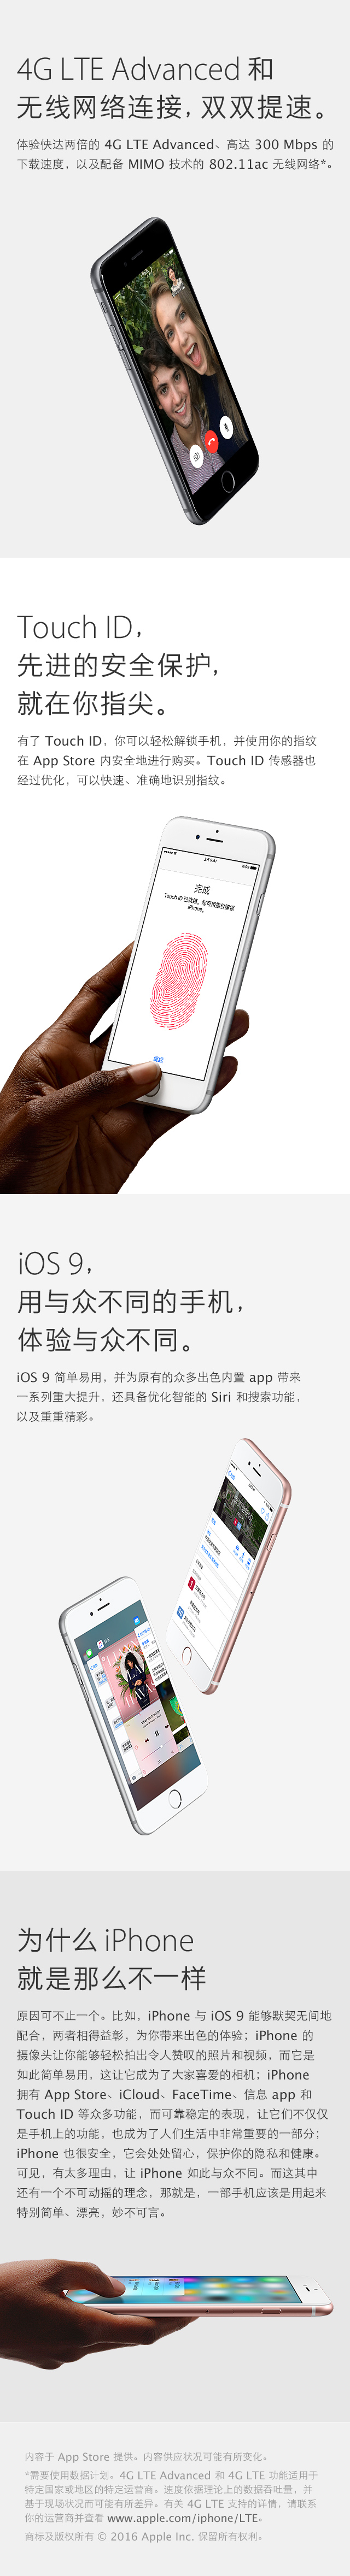 4G LTE Advanced 和
无线网络连接，双双提速。
体验快达两倍的 4G LTE Advanced、高达 300 Mbps 的
下载速度，以及配备 MIMO 技术的 802.11ac 无线网络*。
Touch ID，
先进的安全保护，
就在你指尖。
有了 Touch ID，你可以轻松解锁手机，并使用你的指纹
在 App Store 内安全地进行购买。Touch ID 传感器也
经过优化，可以快速、准确地识别指纹。
完成
Touch ID 已就绪。您可用指纹解锁
iPhone。
继续
iOS 9，
用与众不同的手机，
体验与众不同。
iOS 9 简单易用，并为原有的众多出色内置 app 带来
一系列重大提升，还具备优化智能的 Siri 和搜索功能，
以及重重精彩。
为什么 iPhone
就是那么不一样
原因可不止一个。比如，iPhone 与 iOS 9 能够默契无间地
配合，两者相得益彰，为你带来出色的体验；iPhone 的
摄像头让你能够轻松拍出令人赞叹的照片和视频，而它是
如此简单易用，这让它成为了大家喜爱的相机；iPhone
拥有 App Store、iCloud、FaceTime、信息 app 和
Touch ID 等众多功能，而可靠稳定的表现，让它们不仅仅
是手机上的功能，也成为了人们生活中非常重要的一部分；
iPhone 也很安全，它会处处留心，保护你的隐私和健康。
可见，有太多理由，让 iPhone 如此与众不同。而这其中
还有一个不可动摇的理念，那就是，一部手机应该是用起来
特别简单、漂亮，妙不可言。
内容于 App Store 提供。内容供应状况可能有所变化。
*需要使用数据计划。4G LTE Advanced 和 4G LTE 功能适用于
特定国家或地区的特定运营商。速度依据理论上的数据吞吐量，并
基于现场状况而可能有所差异。有关 4G LTE 支持的详情，请联系
你的运营商并查看 www.apple.com/iphone/LTE。
商标及版权所有 © 2016 Apple Inc. 保留所有权利。